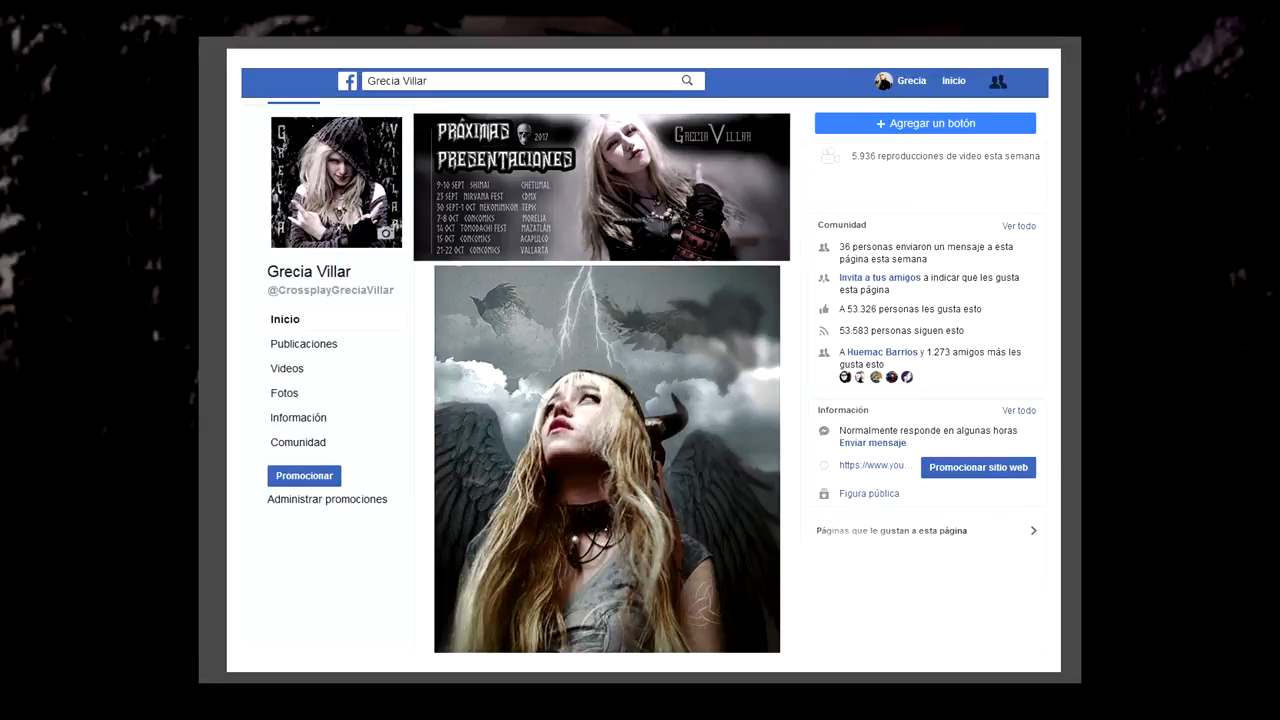 Grecia Villar
Grecia
Inicio
GRECIA
VILLAR
Grecia Villar
@CrossplayGreciaVillar
Inicio
Publicaciones
Videos
Fotos
Información
Comunidad
Promocionar
Administrar promociones
PRÓXIMAS 2017
PRESENTACIONES
GRECIA VILLAR
9-10 SEPT SHIMAI CHETUMAL
23 SEPT NIRVANA FEST CDMX
30 SEPT-1 OCT NEKOMIMICON TEPIC
7-8 OCT CONCOMICS MORELIA
14 OCT TOMODACHI FEST MAZATLÁN
15 OCT CONCOMICS ACAPULCO
21-22 OCT CONCOMICS VALLARTA
+ Agregar un botón
5.936 reproducciones de video esta semana
Comunidad Ver todo
36 personas enviaron un mensaje a esta
página esta semana
Invita a tus amigos a indicar que les gusta
esta página
A 53.326 personas les gusta esto
53.583 personas siguen esto
A Huemac Barrios y 1.273 amigos más les
gusta esto
Información Ver todo
Normalmente responde en algunas horas
Enviar mensaje
https://www.you...
Promocionar sitio web
Figura pública
Páginas que le gustan a esta página